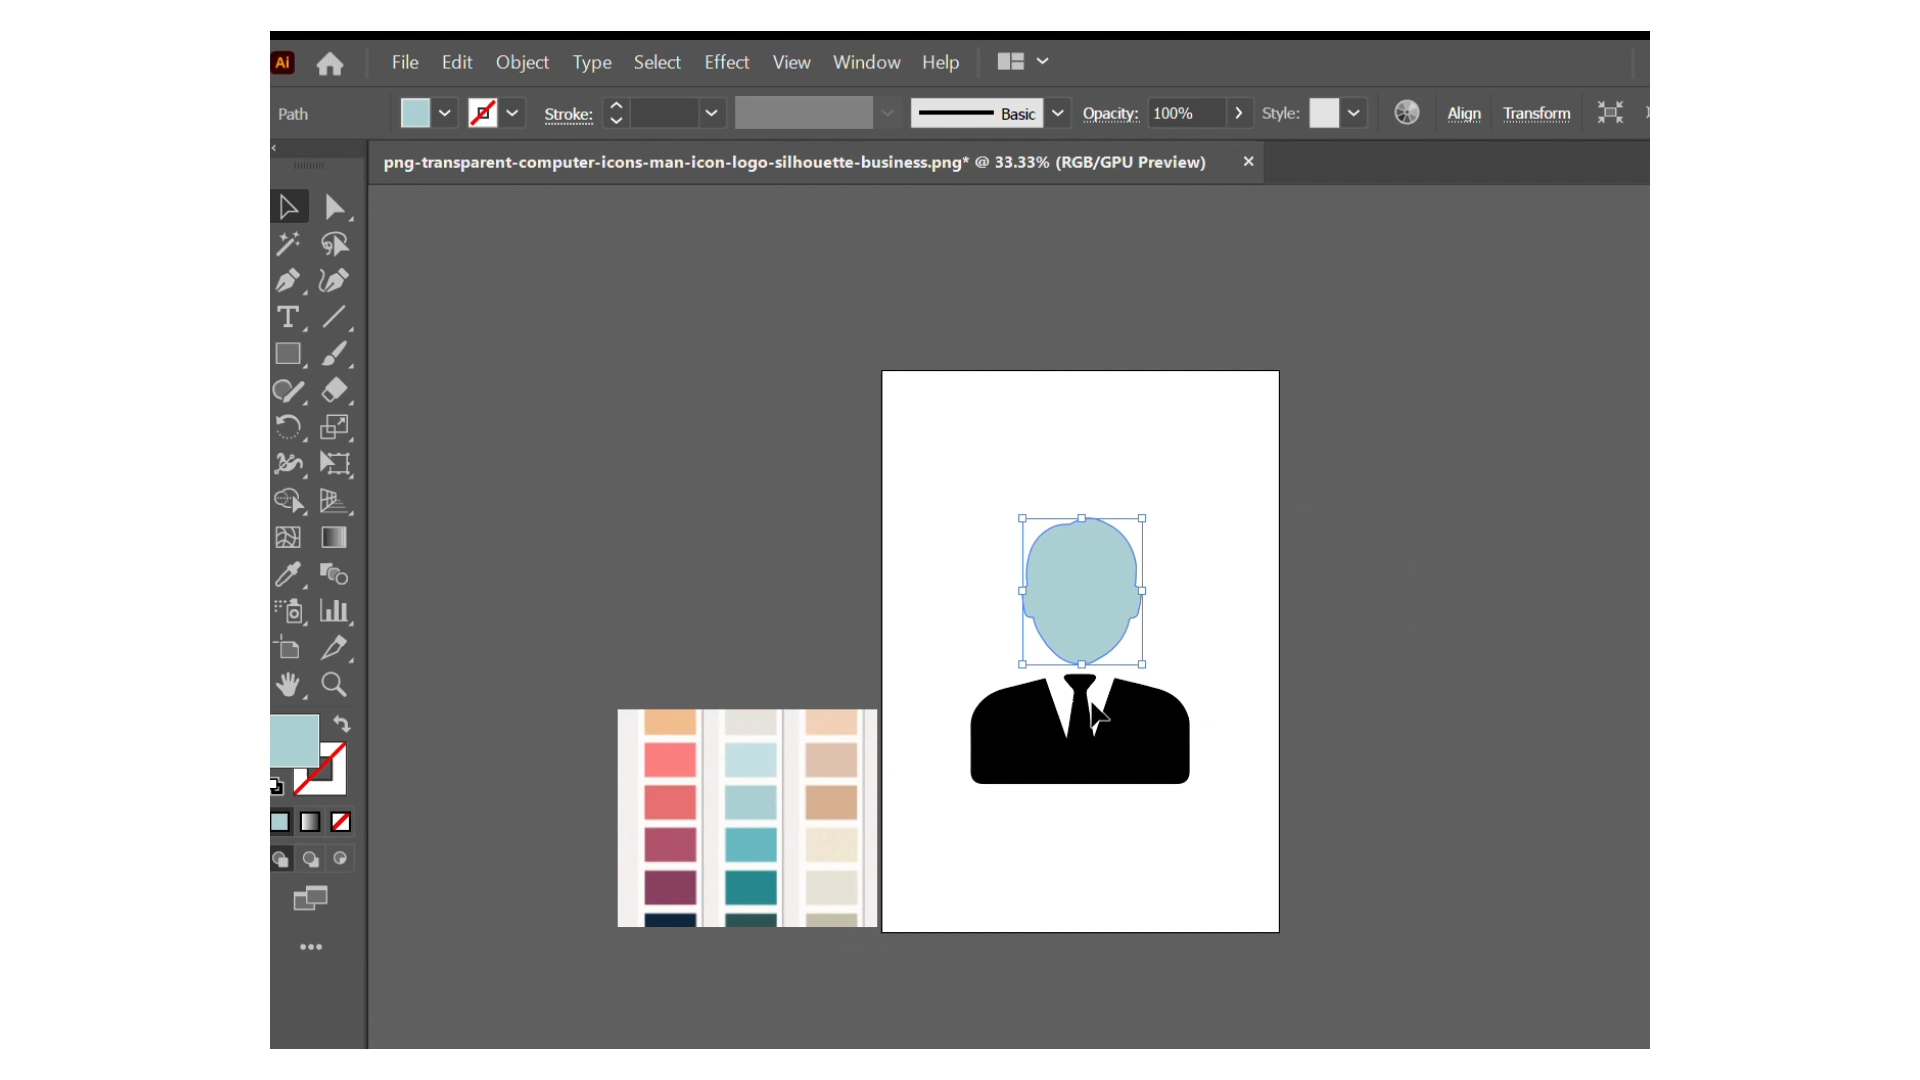 Ai File Edit Object Type Select Effect View Window Help
Path Stroke: Basic Opacity: 100% Style: Align Transform
png-transparent-computer-icons-man-icon-logo-silhouette-business.png* @ 33.33% (RGB/GPU Preview)